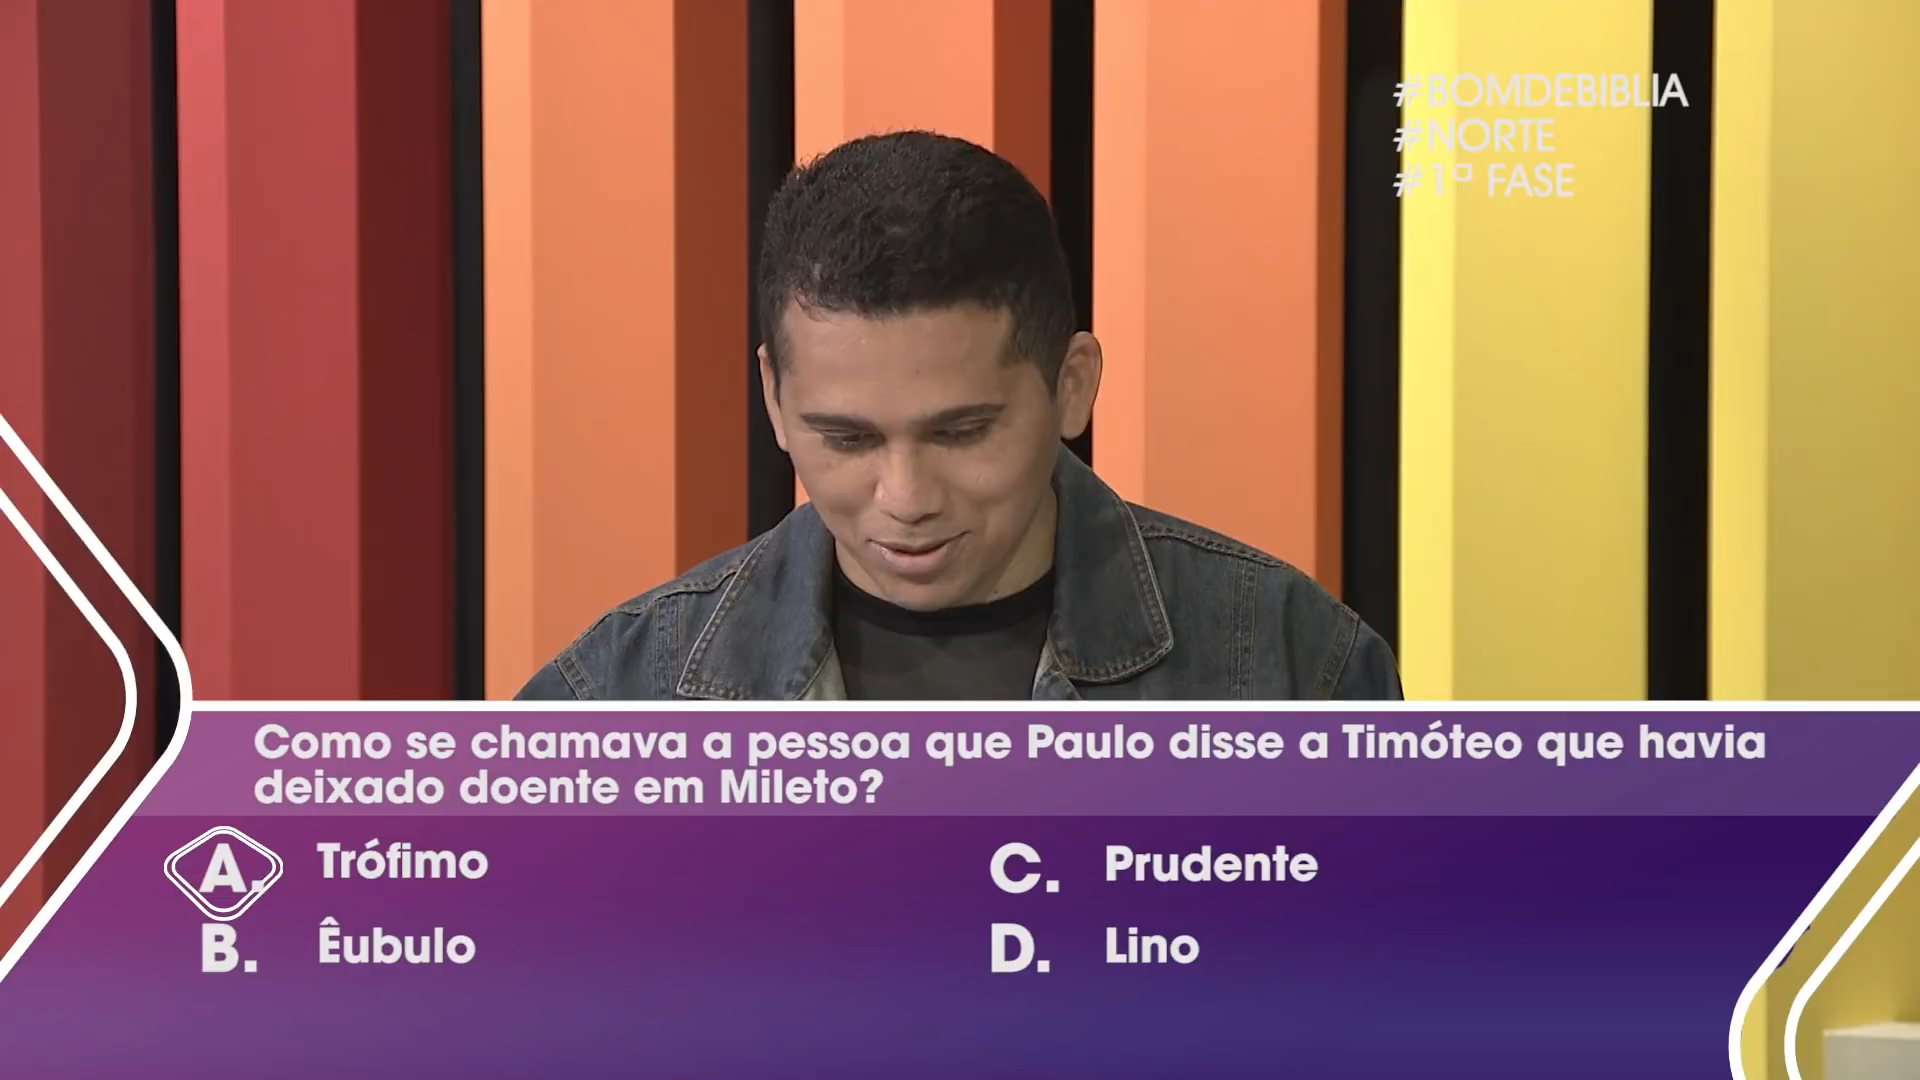 #BOMDEBIBLIA
#NORTE
#1ª FASE
Como se chamava a pessoa que Paulo disse a Timóteo que havia
deixado doente em Mileto?
A. Trófimo
B. Êubulo
C. Prudente
D. Lino